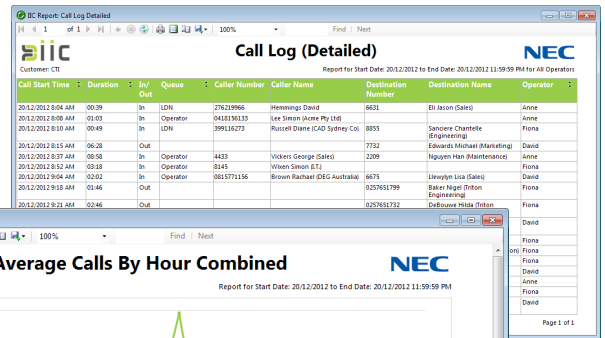 IIC Report: Call Log Detailed
1 of 1 100% Find | Next
iic Call Log (Detailed) NEC
Customer: CTI Report for Start Date: 20/12/2012 to End Date: 20/12/2012 11:59:59 PM for All Operators
Call Start Time Duration In/ Queue Caller Number Caller Name Destination Destination Name Operator
Out Number
20/12/2012 8:04 AM 00:39 In LDN 276219966 Hemmings David 6631 Eli Jason (Sales) Anne
20/12/2012 8:08 AM 01:03 In Operator 0418156133 Lee Simon (Acme Pty Ltd) Anne
20/12/2012 8:10 AM 00:49 In LDN 399116273 Russell Diane (CAD Sydney Co) 8855 Sanciere Chantelle Fiona
(Engineering)
20/12/2012 8:15 AM 06:28 Out 7732 Edwards Michael (Marketing) David
20/12/2012 8:37 AM 08:58 In Operator 4433 Vickers George (Sales) 2209 Nguyen Han (Maintenance) Anne
20/12/2012 8:52 AM 03:18 In Operator 8145 Wixen Simon (I.T.) Fiona
20/12/2012 9:04 AM 02:02 In Operator 0815771156 Brown Rachael (DEG Australia) 6675 Llewylyn Lisa (Sales) David
20/12/2012 9:18 AM 01:46 Out 0257651799 Baker Nigel (Triton Fiona
Engineering)
20/12/2012 9:21 AM 02:46 Out 0257651732 DeBouwe Hilda (Triton Fiona
David
Fiona
Fiona
Fiona
David
Anne
Fiona
David
Page 1 of 1
100% Find | Next
Average Calls By Hour Combined NEC
Report for Start Date: 20/12/2012 to End Date: 20/12/2012 11:59:59 PM